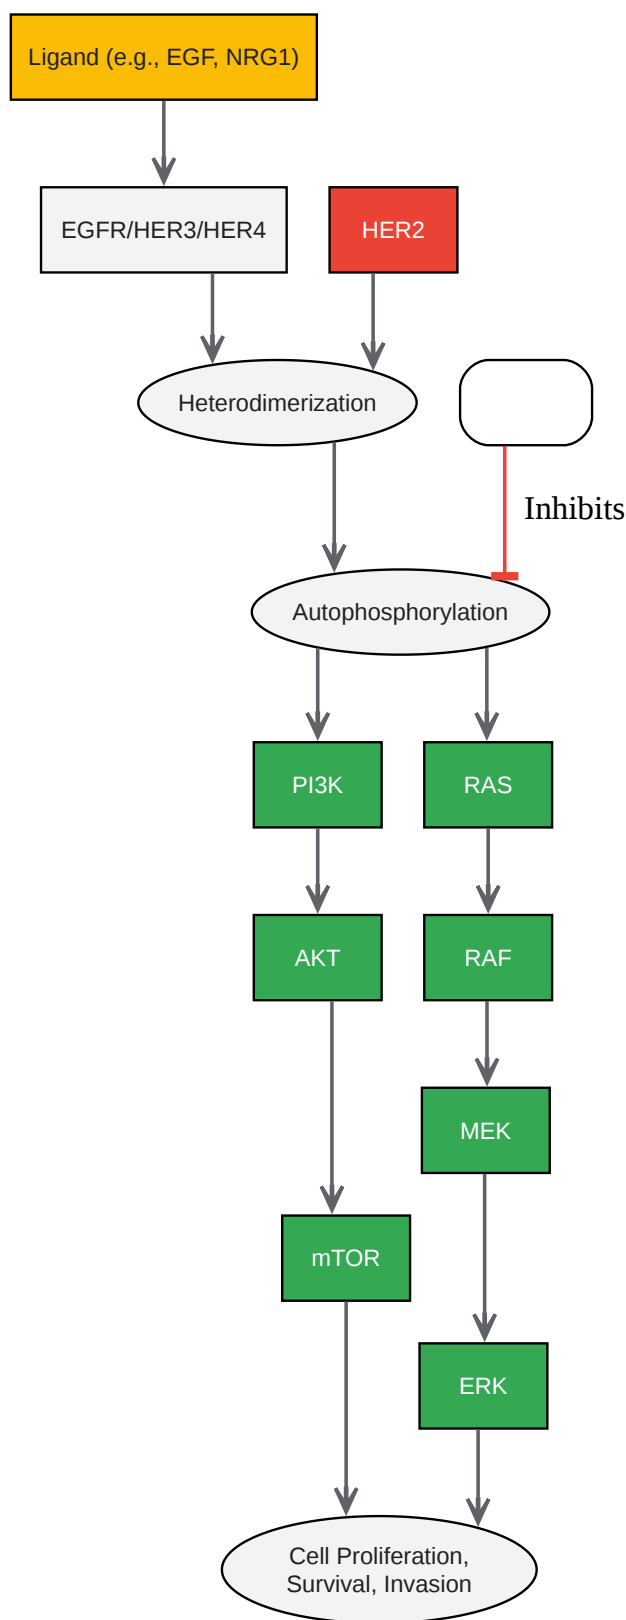 Ligand (e.g., EGF, NRG1)
EGFR/HER3/HER4
HER2
Heterodimerization
Inhibits
Autophosphorylation
PI3K
RAS
AKT
RAF
MEK
mTOR
ERK
Cell Proliferation,
Survival, Invasion